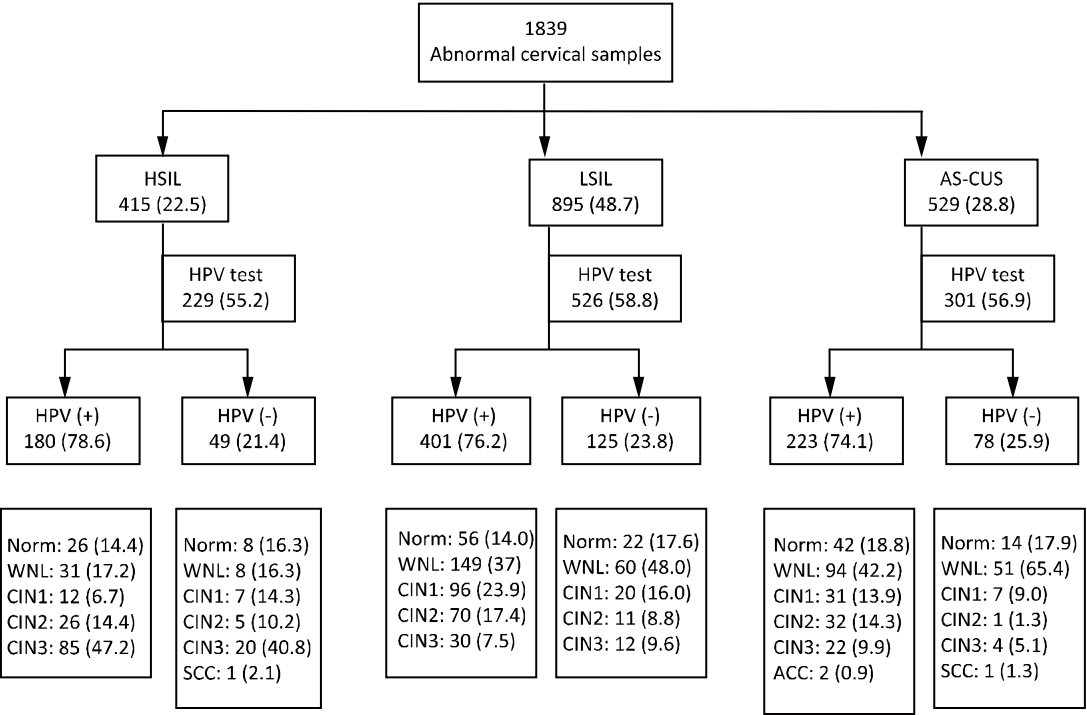 1839
Abnormal cervical samples
HSIL
415 (22.5)
LSIL
895 (48.7)
AS-CUS
529 (28.8)
HPV test
229 (55.2)
HPV test
526 (58.8)
HPV test
301 (56.9)
HPV (+)
180 (78.6)
HPV (-)
49 (21.4)
HPV (+)
401 (76.2)
HPV (-)
125 (23.8)
HPV (+)
223 (74.1)
HPV (-)
78 (25.9)
Norm: 26 (14.4)
WNL: 31 (17.2)
CIN1: 12 (6.7)
CIN2: 26 (14.4)
CIN3: 85 (47.2)
Norm: 8 (16.3)
WNL: 8 (16.3)
CIN1: 7 (14.3)
CIN2: 5 (10.2)
CIN3: 20 (40.8)
SCC: 1 (2.1)
Norm: 56 (14.0)
WNL: 149 (37)
CIN1: 96 (23.9)
CIN2: 70 (17.4)
CIN3: 30 (7.5)
Norm: 22 (17.6)
WNL: 60 (48.0)
CIN1: 20 (16.0)
CIN2: 11 (8.8)
CIN3: 12 (9.6)
Norm: 42 (18.8)
WNL: 94 (42.2)
CIN1: 31 (13.9)
CIN2: 32 (14.3)
CIN3: 22 (9.9)
ACC: 2 (0.9)
Norm: 14 (17.9)
WNL: 51 (65.4)
CIN1: 7 (9.0)
CIN2: 1 (1.3)
CIN3: 4 (5.1)
SCC: 1 (1.3)